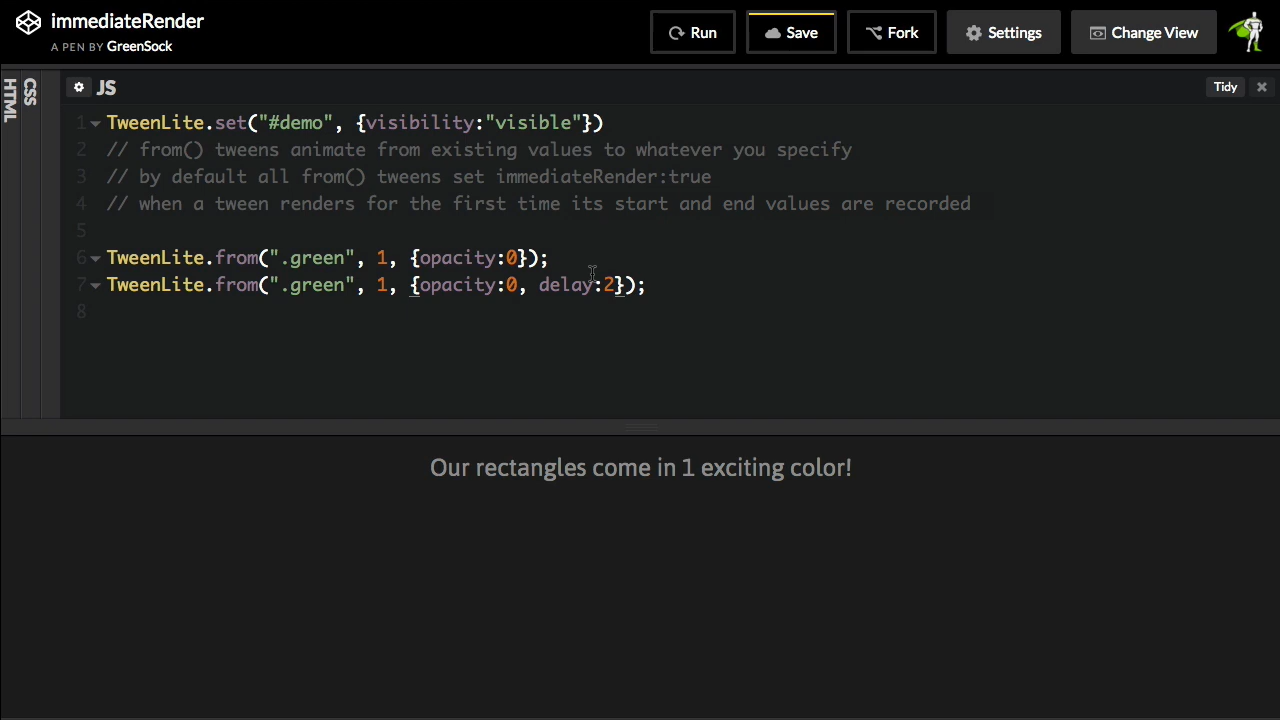 immediateRender
A PEN BY GreenSock
Run
Save
Fork
Settings
Change View
HTML
CSS
JS
Tidy
1 TweenLite.set("#demo", {visibility:"visible"})
2 // from() tweens animate from existing values to whatever you specify
3 // by default all from() tweens set immediateRender:true
4 // when a tween renders for the first time its start and end values are recorded
5
6 TweenLite.from(".green", 1, {opacity:0});
7 TweenLite.from(".green", 1, {opacity:0, delay:2});
8
Our rectangles come in 1 exciting color!